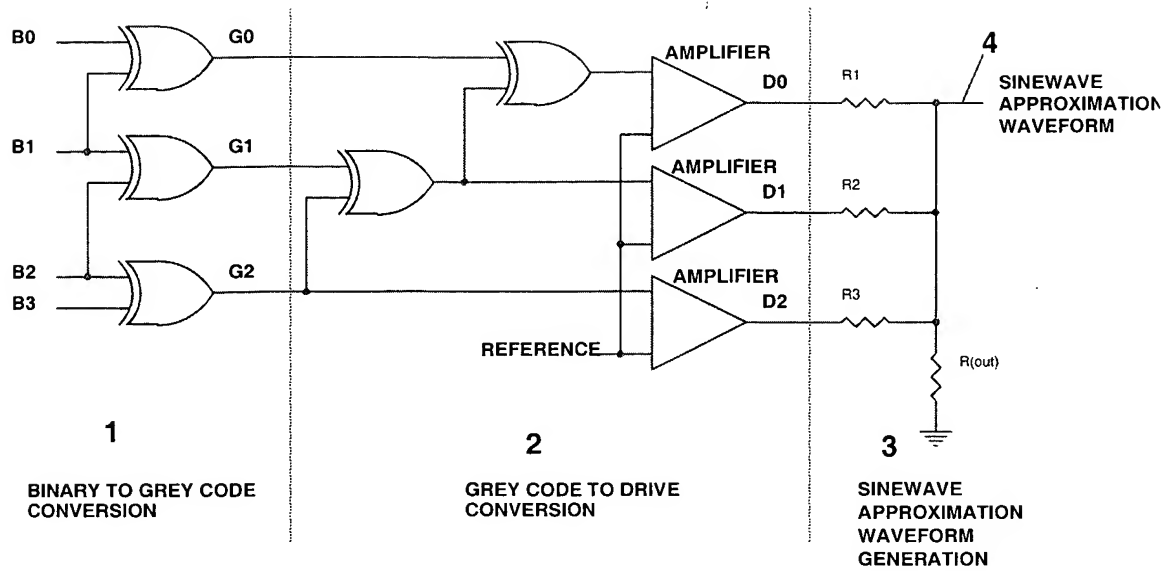 B0
G0
B1
G1
B2
G2
B3
AMPLIFIER
D0
AMPLIFIER
D1
AMPLIFIER
D2
REFERENCE
R1
R2
R3
R(out)
4
SINEWAVE
APPROXIMATION
WAVEFORM
1
BINARY TO GREY CODE
CONVERSION
2
GREY CODE TO DRIVE
CONVERSION
3
SINEWAVE
APPROXIMATION
WAVEFORM
GENERATION